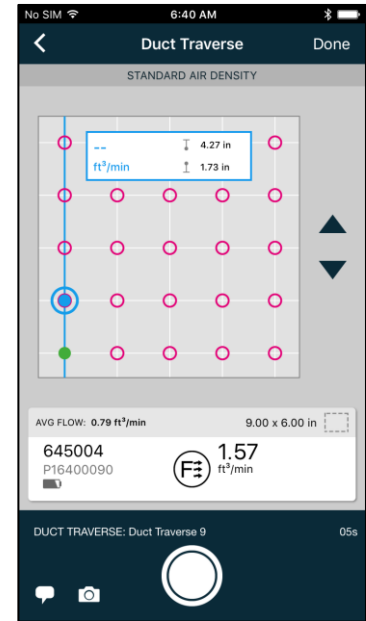 No SIM 6:40 AM
Duct Traverse Done
STANDARD AIR DENSITY
-- 4.27 in
ft³/min 1.73 in
AVG FLOW: 0.79 ft³/min 9.00 x 6.00 in
645004 1.57
P16400090 F ft³/min
DUCT TRAVERSE: Duct Traverse 9 05s